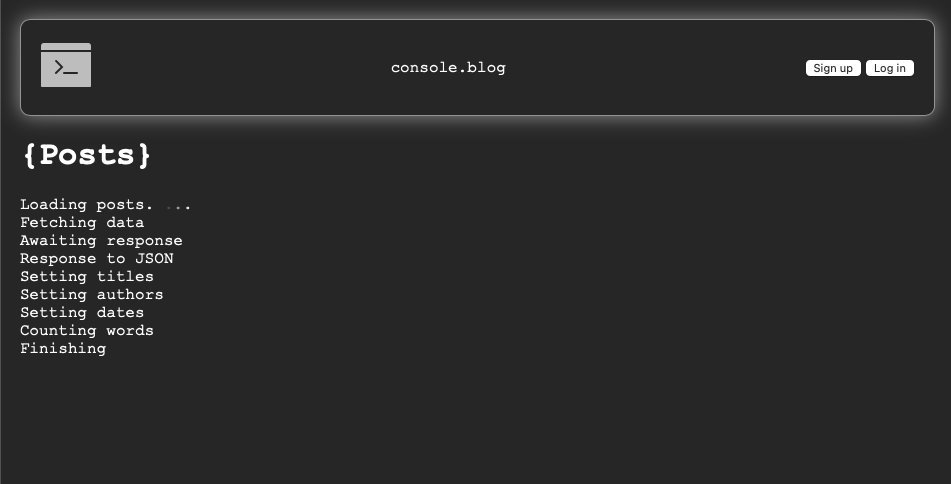 >_
console.blog
Sign up
Log in
{Posts}
Loading posts. ...
Fetching data
Awaiting response
Response to JSON
Setting titles
Setting authors
Setting dates
Counting words
Finishing